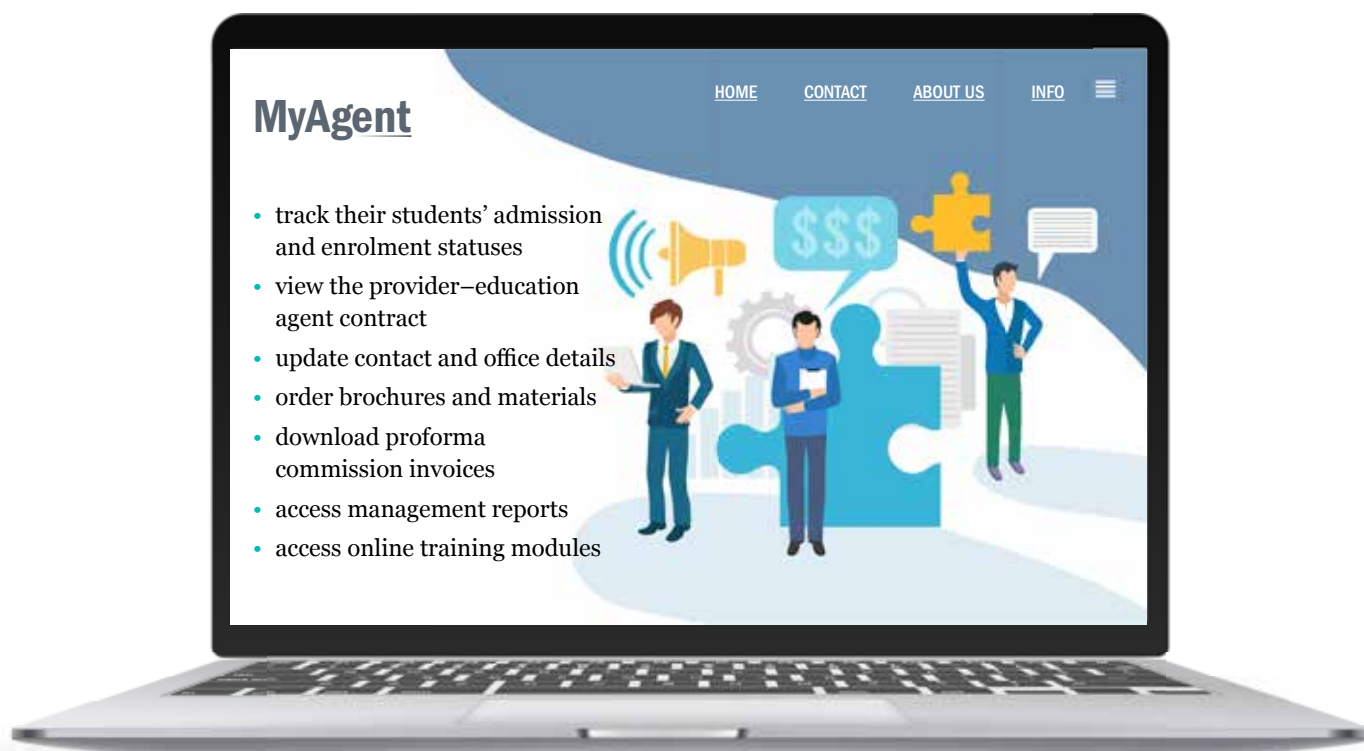 HOME CONTACT ABOUT US INFO
MyAgent
• track their students’ admission
and enrolment statuses
• view the provider–education
agent contract
• update contact and office details
• order brochures and materials
• download proforma
commission invoices
• access management reports
• access online training modules
$$$